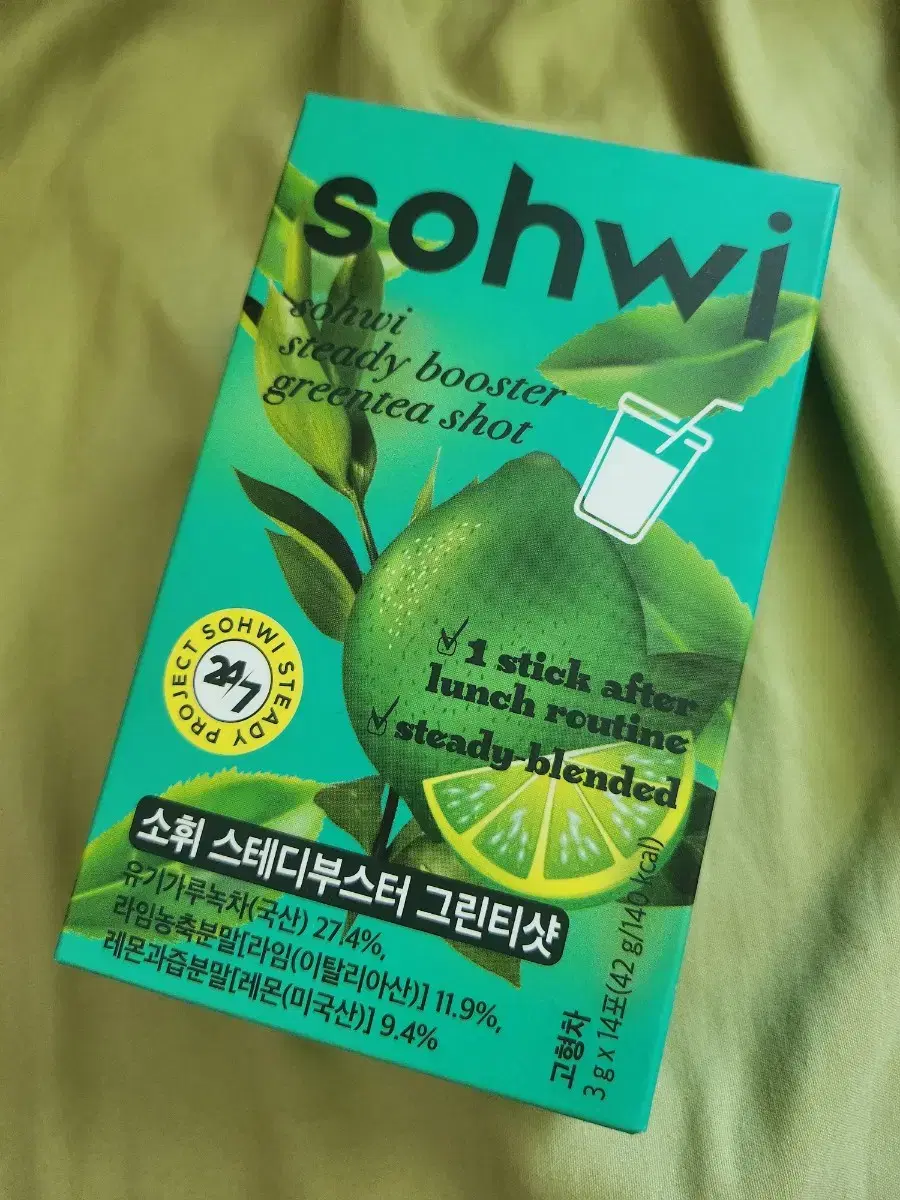 sohwi
sohwi
steady booster
greentea shot
1 stick after
lunch routine
steady-blended
SOHWI STEADY PROJECT
24/7
소휘 스테디부스터 그린티샷
유기가루녹차(국산) 27.4%,
라임농축분말[라임(이탈리아산)] 11.9%,
레몬과즙분말[레몬(미국산)] 9.4%
고형차
3 g x 14포(42 g/140 kcal)